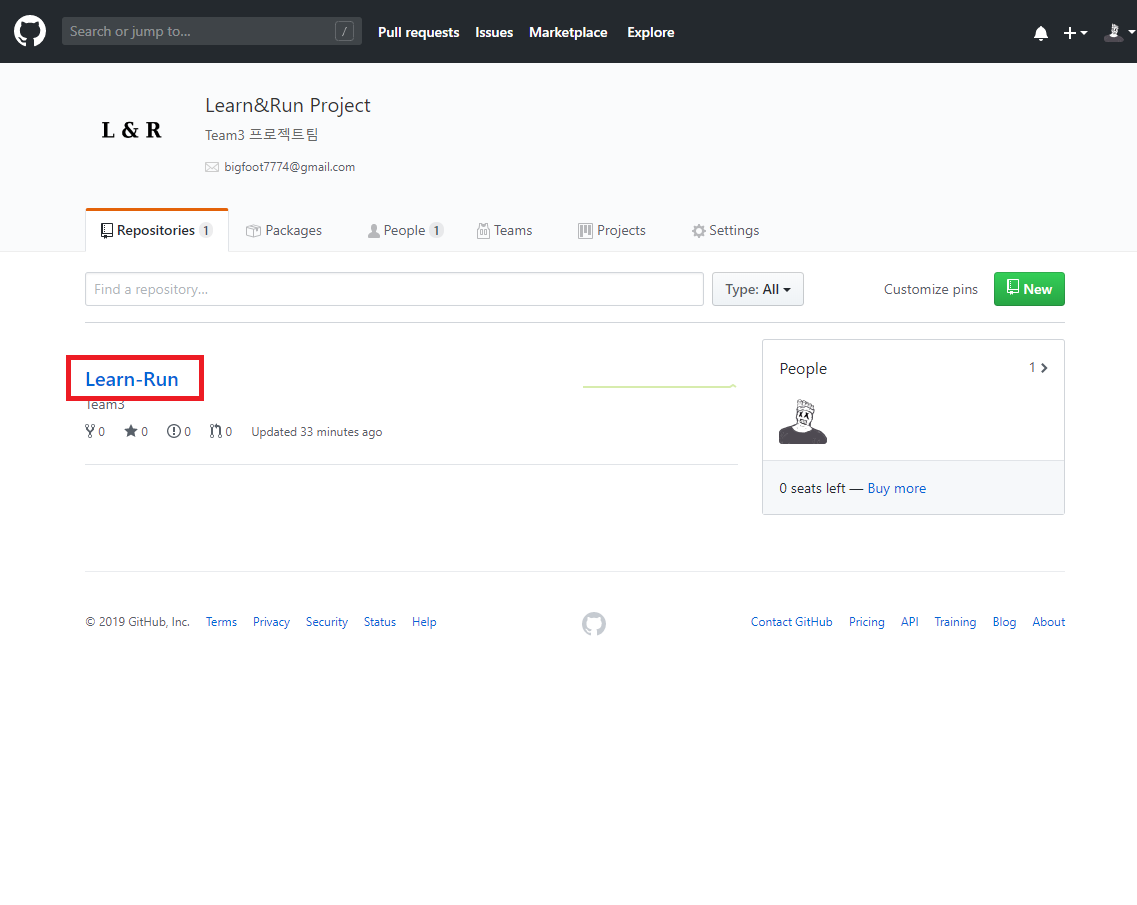 Search or jump to... / Pull requests Issues Marketplace Explore
Learn&Run Project
L & R
Team3 프로젝트팀
bigfoot7774@gmail.com
Repositories 1 Packages People 1 Teams Projects Settings
Find a repository... Type: All Customize pins New
Learn-Run
Team3
0 0 0 0 Updated 33 minutes ago
People 1
0 seats left — Buy more
© 2019 GitHub, Inc. Terms Privacy Security Status Help Contact GitHub Pricing API Training Blog About